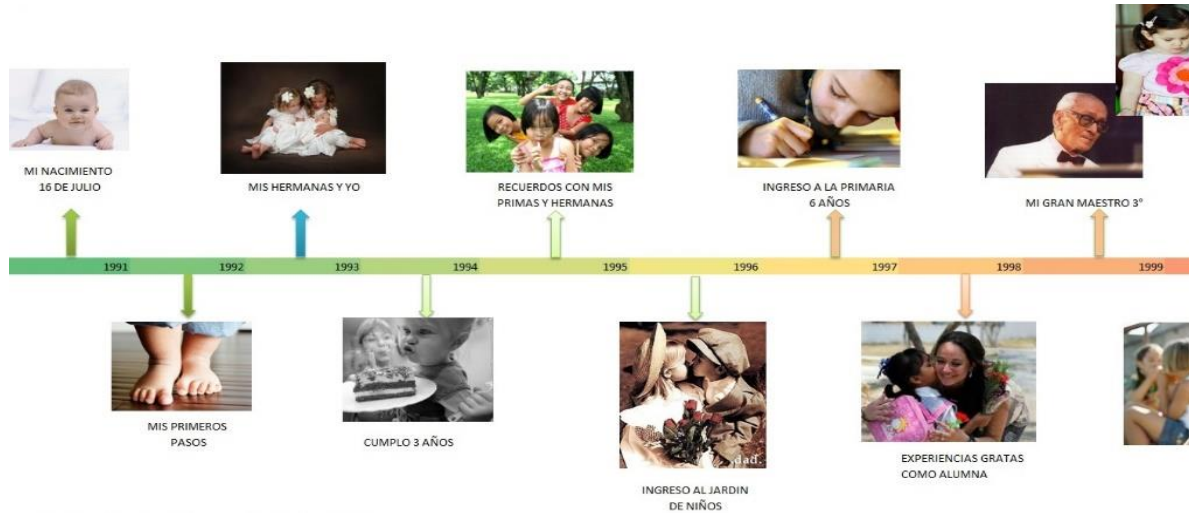 MI NACIMIENTO
16 DE JULIO
MIS HERMANAS Y YO
RECUERDOS CON MIS
PRIMAS Y HERMANAS
INGRESO A LA PRIMARIA
6 AÑOS
MI GRAN MAESTRO 3°
1991
1992
1993
1994
1995
1996
1997
1998
1999
MIS PRIMEROS
PASOS
CUMPLO 3 AÑOS
dad.
INGRESO AL JARDIN
DE NIÑOS
EXPERIENCIAS GRATAS
COMO ALUMNA